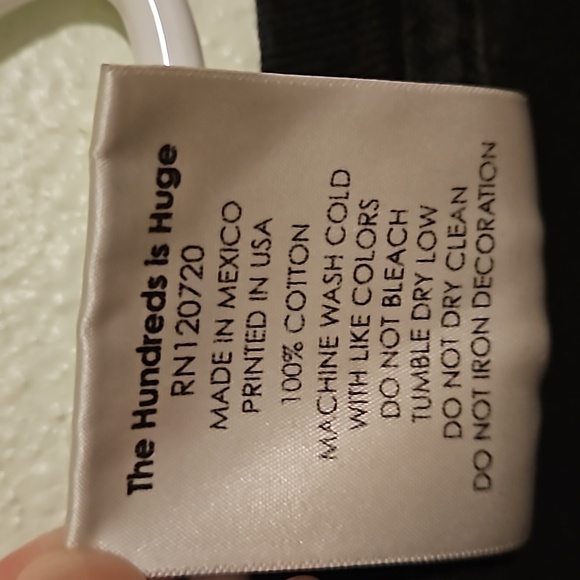 The Hundreds is Huge
RN120720
MADE IN MEXICO
PRINTED IN USA
100% COTTON
MACHINE WASH COLD
WITH LIKE COLORS
DO NOT BLEACH
TUMBLE DRY LOW
DO NOT DRY CLEAN
DO NOT IRON DECORATION